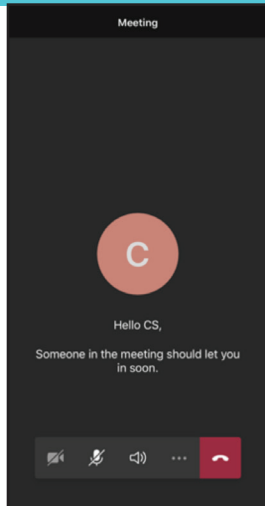 Meeting
C
Hello CS,
Someone in the meeting should let you
in soon.